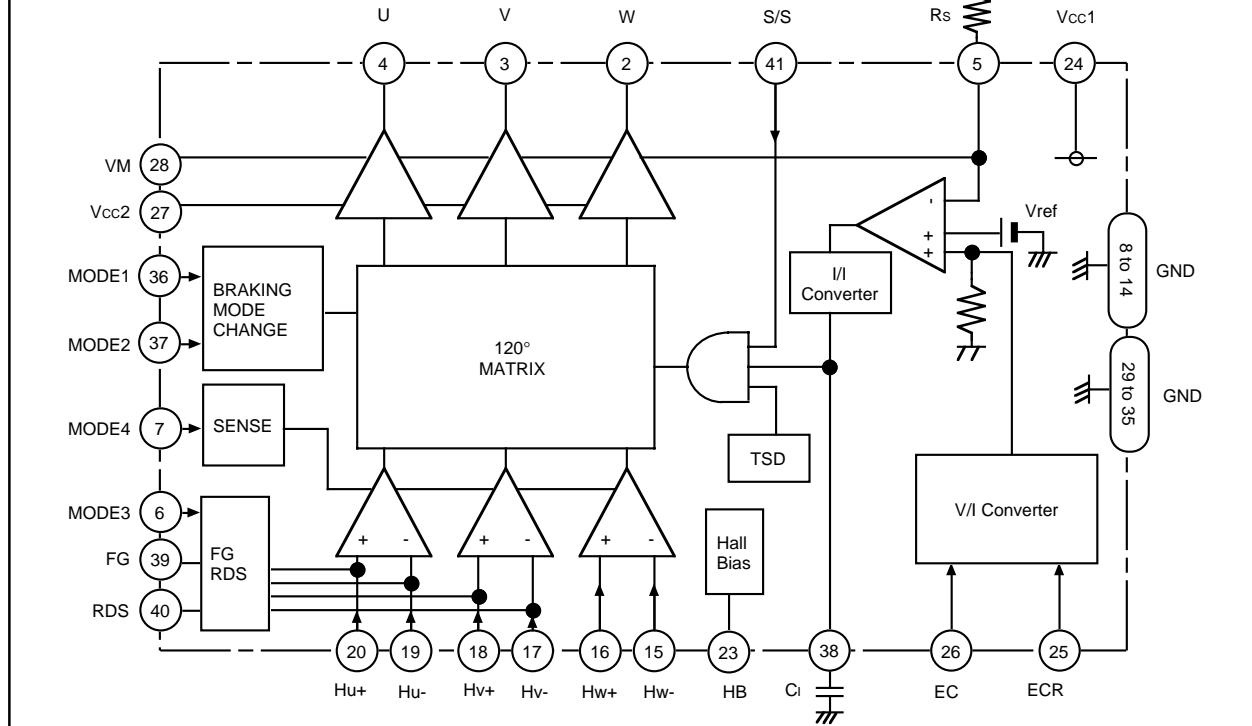 U V W S/S Rs Vcc1
4 3 2 41 5 24
VM 28
Vcc2 27
MODE1 36
MODE2 37
MODE4 7
MODE3 6
FG 39
RDS 40
BRAKING
MODE
CHANGE
SENSE
FG
RDS
120°
MATRIX
I/I
Converter
- + +
Vref
8 to 14 GND
29 to 35 GND
TSD
V/I Converter
Hall
Bias
+ - + - + -
20 19 18 17 16 15 23 38 26 25
Hu+ Hu- Hv+ Hv- Hw+ Hw- HB CI EC ECR